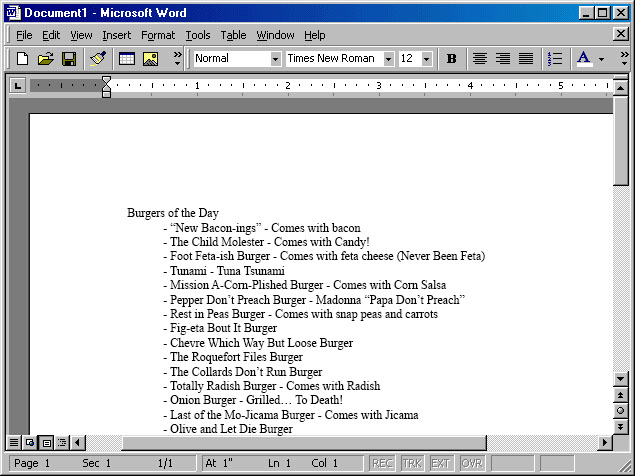 Document1 - Microsoft Word
File Edit View Insert Format Tools Table Window Help
Normal Times New Roman 12 B A
1 2 3 4 5
Burgers of the Day
- “New Bacon-ings” - Comes with bacon
- The Child Molester - Comes with Candy!
- Foot Feta-ish Burger - Comes with feta cheese (Never Been Feta)
- Tunami - Tuna Tsunami
- Mission A-Corn-Plished Burger - Comes with Corn Salsa
- Pepper Don’t Preach Burger - Madonna “Papa Don’t Preach”
- Rest in Peas Burger - Comes with snap peas and carrots
- Fig-eta Bout It Burger
- Chevre Which Way But Loose Burger
- The Roquefort Files Burger
- The Collards Don’t Run Burger
- Totally Radish Burger - Comes with Radish
- Onion Burger - Grilled… To Death!
- Last of the Mo-Jicama Burger - Comes with Jicama
- Olive and Let Die Burger
Page 1 Sec 1 1/1 At 1" Ln 1 Col 1 REC TRK EXT OVR